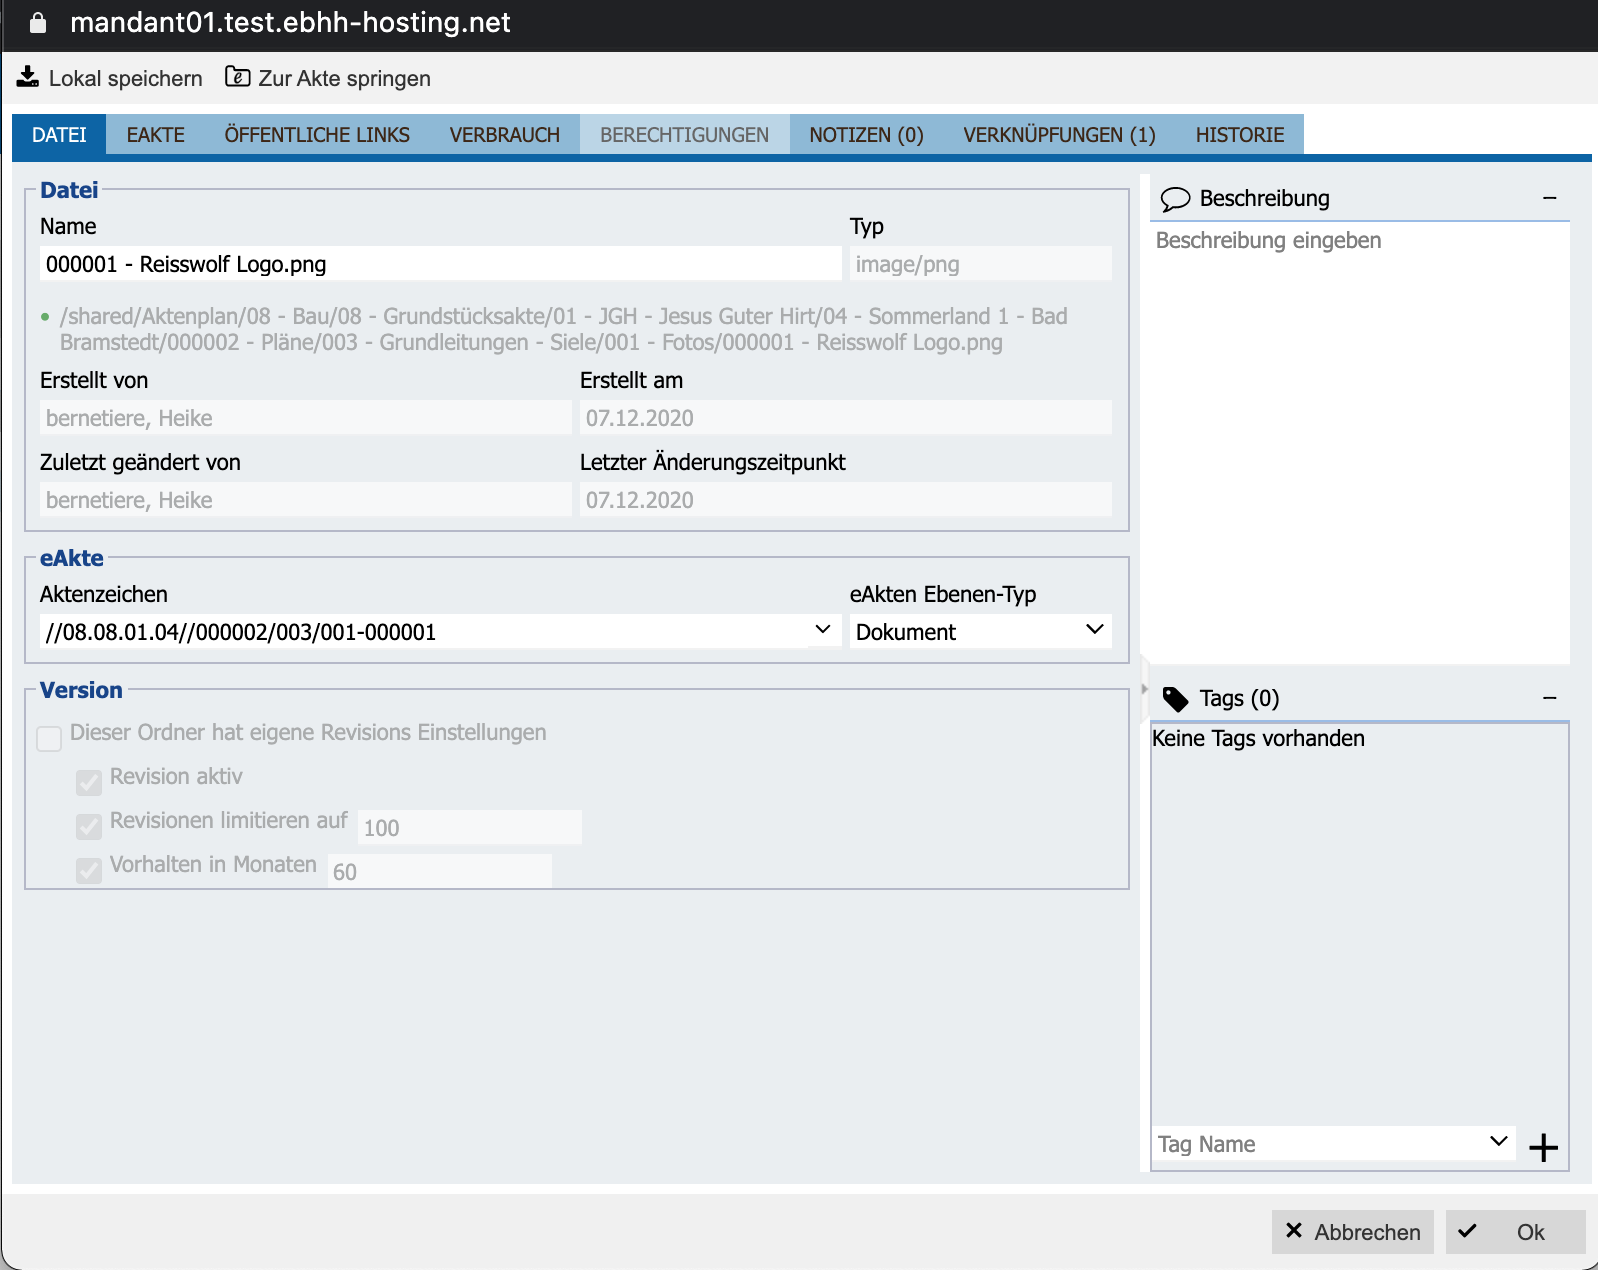 mandant01.test.ebhh-hosting.net
Lokal speichern Zur Akte springen
DATEI EAKTE ÖFFENTLICHE LINKS VERBRAUCH BERECHTIGUNGEN NOTIZEN (0) VERKNÜPFUNGEN (1) HISTORIE
Datei
Name Typ
000001 - Reisswolf Logo.png image/png
/shared/Aktenplan/08 - Bau/08 - Grundstücksakte/01 - JGH - Jesus Guter Hirt/04 - Sommerland 1 - Bad
Bramstedt/000002 - Pläne/003 - Grundleitungen - Siele/001 - Fotos/000001 - Reisswolf Logo.png
Erstellt von Erstellt am
bernetiere, Heike 07.12.2020
Zuletzt geändert von Letzter Änderungszeitpunkt
bernetiere, Heike 07.12.2020
eAkte
Aktenzeichen eAkten Ebenen-Typ
//08.08.01.04//000002/003/001-000001 Dokument
Version
Dieser Ordner hat eigene Revisions Einstellungen
Revision aktiv
Revisionen limitieren auf 100
Vorhalten in Monaten 60
Beschreibung
Beschreibung eingeben
Tags (0)
Keine Tags vorhanden
Tag Name
Abbrechen Ok